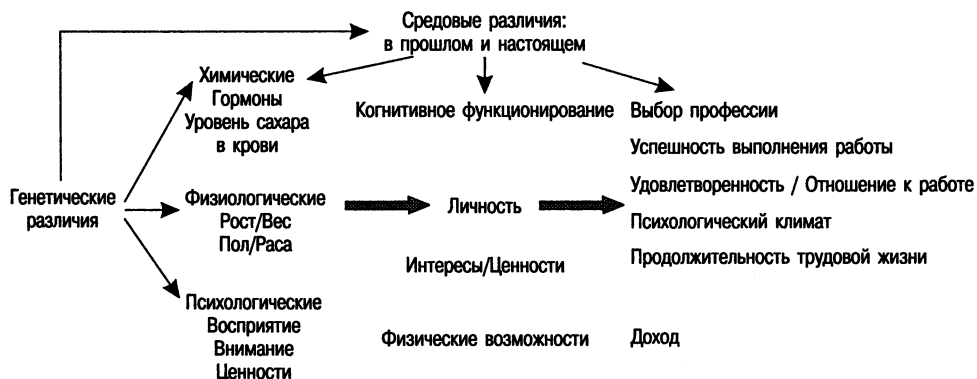 Средовые различия:
в прошлом и настоящем
Химические
Гормоны
Уровень сахара
в крови
Когнитивное функционирование
Выбор профессии
Успешность выполнения работы
Генетические
различия
Физиологические
Рост/Вес
Пол/Раса
Личность
Удовлетворенность / Отношение к работе
Психологический климат
Интересы/Ценности
Продолжительность трудовой жизни
Психологические
Восприятие
Внимание
Ценности
Физические возможности
Доход